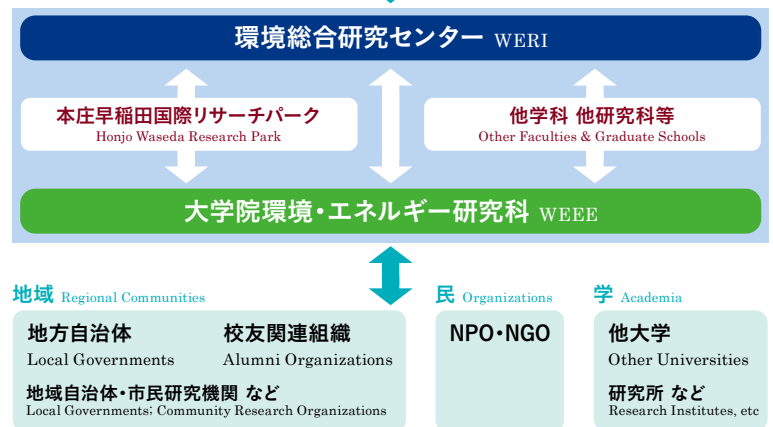 環境総合研究センター WERI
本庄早稲田国際リサーチパーク
Honjo Waseda Research Park
他学科 他研究科等
Other Faculties & Graduate Schools
大学院環境・エネルギー研究科 WEEE
地域 Regional Communities
地方自治体
Local Governments
校友関連組織
Alumni Organizations
地域自治体・市民研究機関 など
Local Governments; Community Research Organizations
民 Organizations
NPO・NGO
学 Academia
他大学
Other Universities
研究所 など
Research Institutes, etc